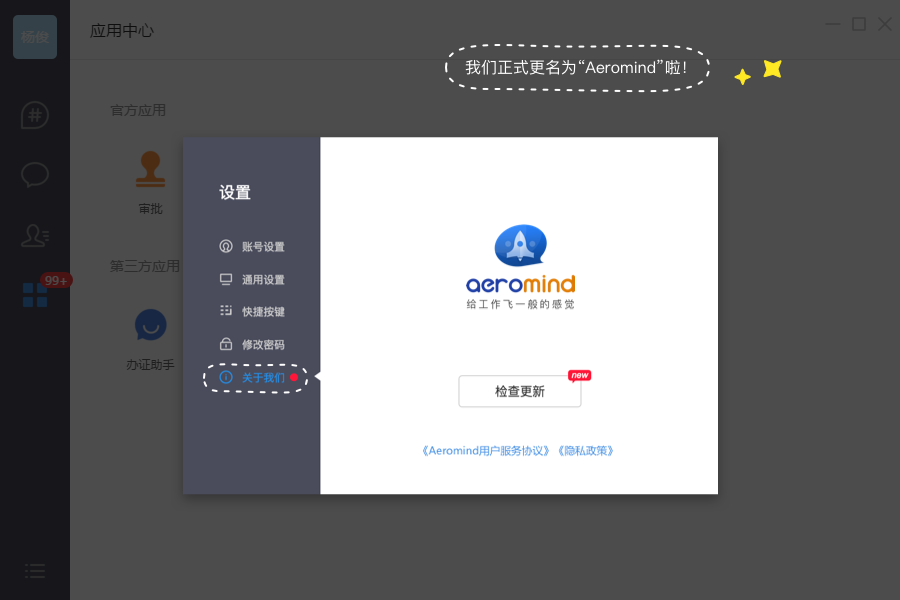 杨俊
应用中心
我们正式更名为“Aeromind”啦！
官方应用
审批
第三方应用
99+
办证助手
设置
账号设置
通用设置
快捷按键
修改密码
关于我们
aeromind
给工作飞一般的感觉
new
检查更新
《Aeromind用户服务协议》《隐私政策》